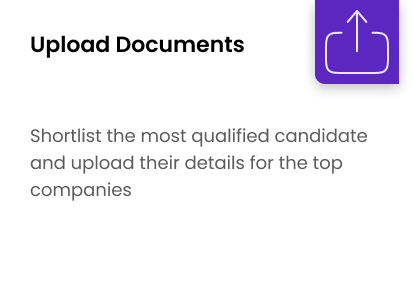 Upload Documents
Shortlist the most qualified candidate
and upload their details for the top
companies